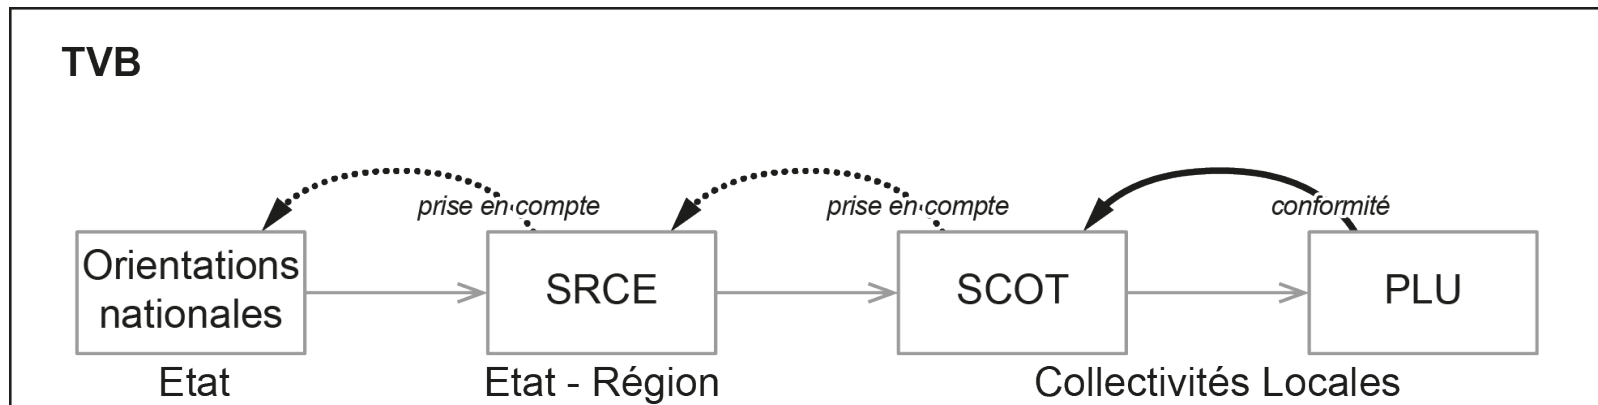 TVB
prise en compte
prise en compte
conformité
Orientations
nationales
SRCE
SCOT
PLU
Etat
Etat - Région
Collectivités Locales